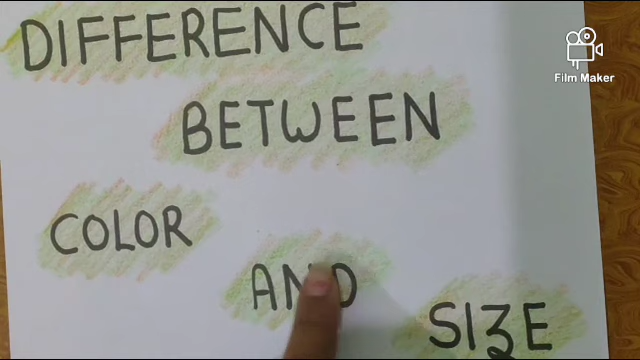 DIFFERENCE
Film Maker
BETWEEN
COLOR
AND
SIZE